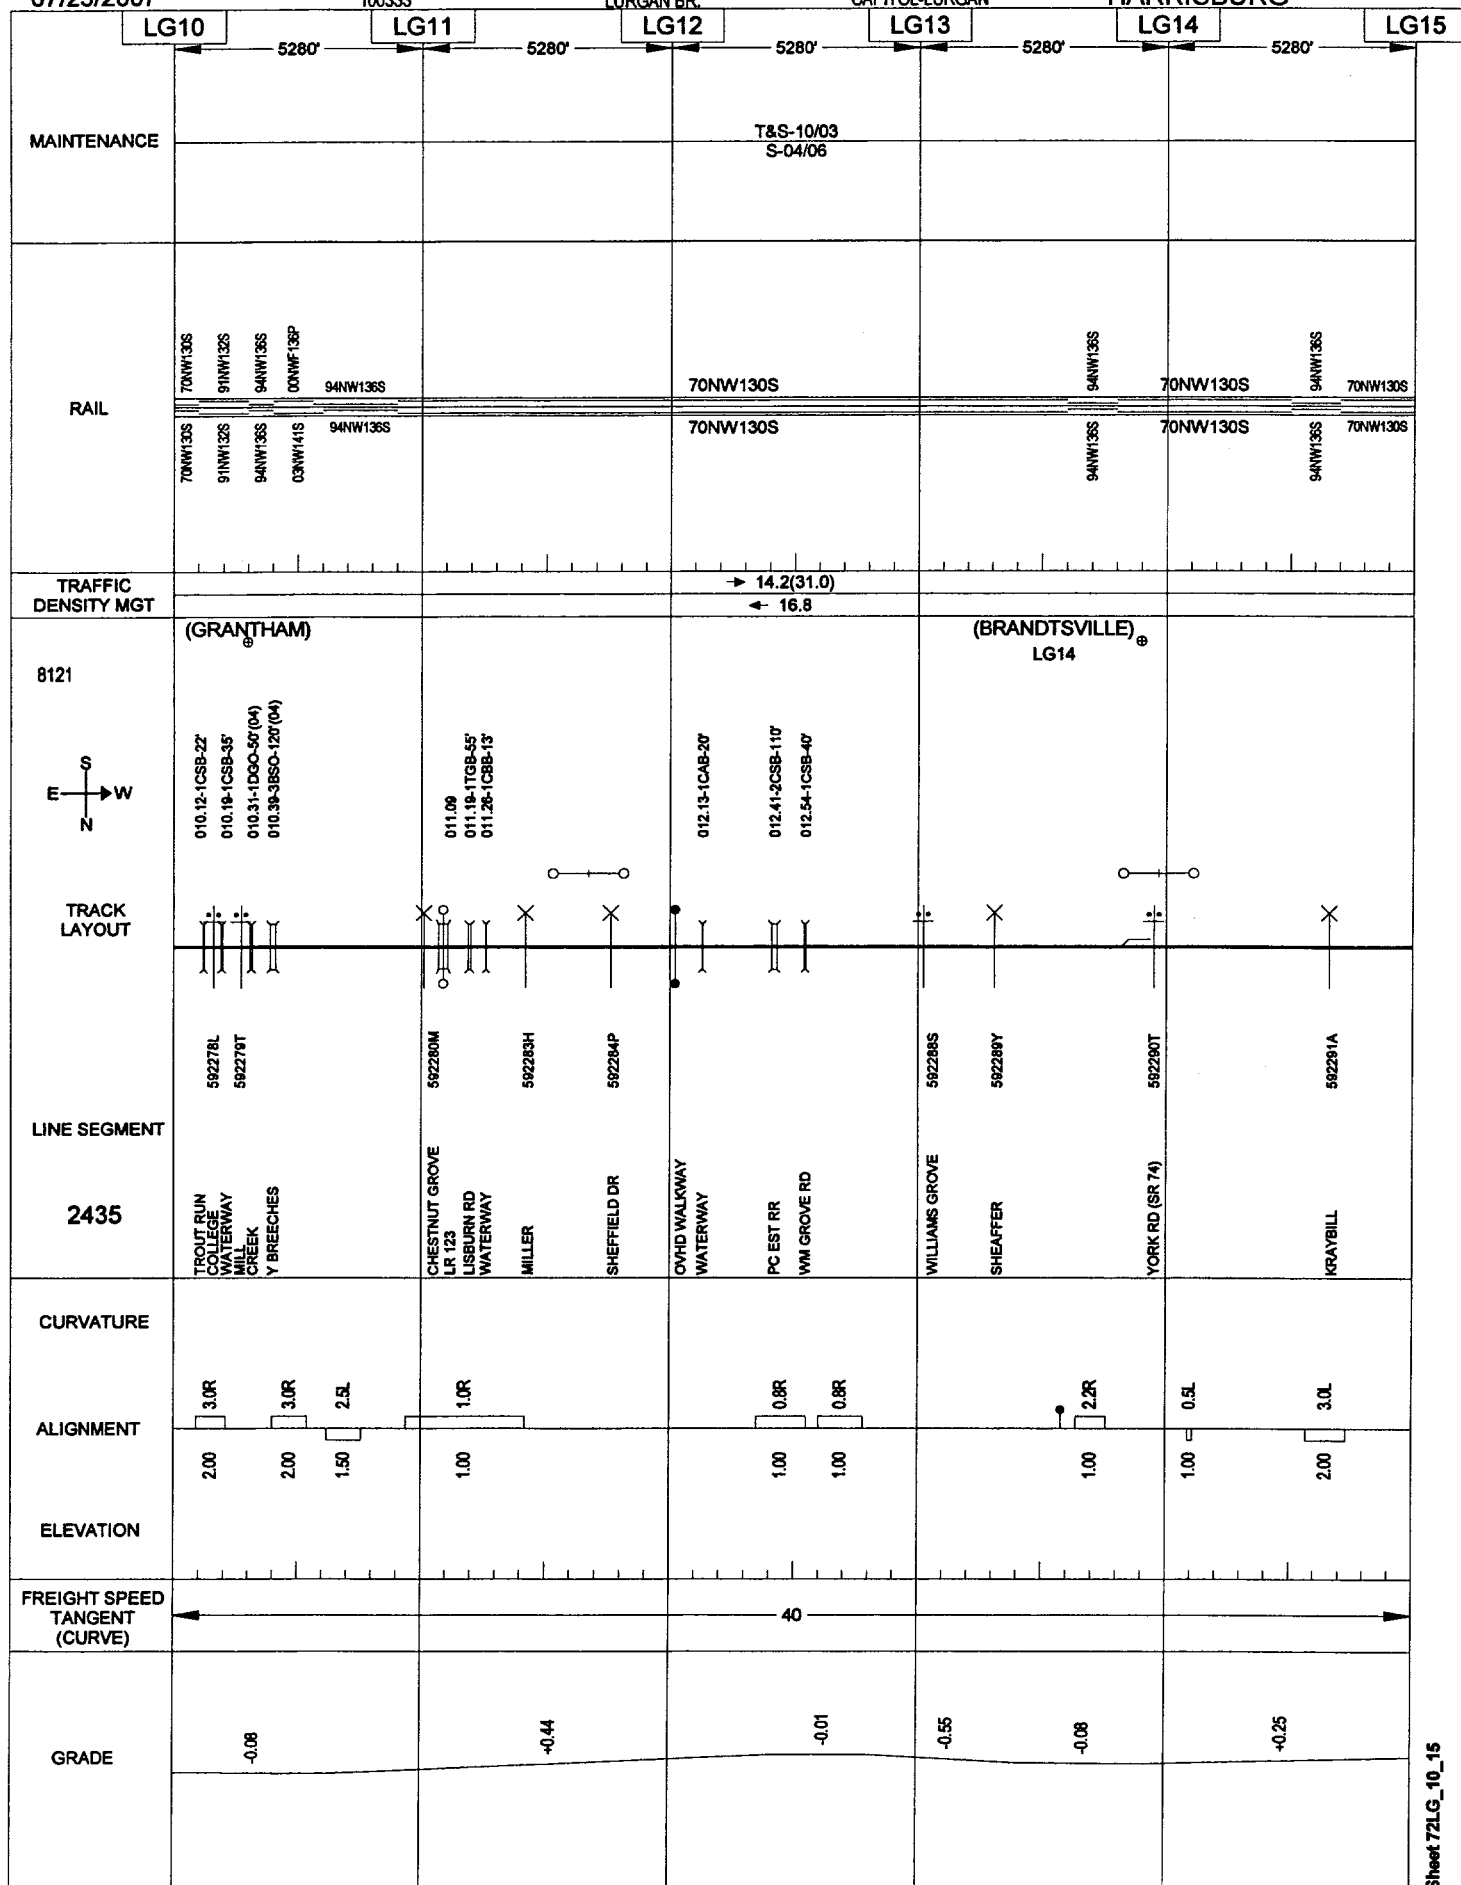 07/25/2007 100333 LURGAN BR. CAPITOL-LURGAN HARRISBURG
LG10 LG11 LG12 LG13 LG14 LG15
5280' 5280' 5280' 5280' 5280'
MAINTENANCE
T&S-10/03
S-04/06
RAIL
70NW130S 91NW132S 94NW136S 00NWF136P 94NW136S 70NW130S 94NW136S 70NW130S 94NW136S 70NW130S
70NW130S 91NW132S 94NW136S 03NW141S 94NW136S 70NW130S 94NW136S 70NW130S 94NW136S 70NW130S
TRAFFIC
DENSITY MGT
14.2(31.0)
16.8
(GRANTHAM) (BRANDTSVILLE)
LG14
8121
S
E W
N
010.12-1CSB-22'
010.19-1CSB-35'
010.31-1DGO-50'(04)
010.39-3BSO-120'(04)
011.09
011.19-1TGB-55'
011.26-1CBB-13'
012.13-1CAB-20'
012.41-2CSB-110'
012.54-1CSB-40'
TRACK
LAYOUT
592278L
592279T
592280M
592283H
592284P
592288S
592289Y
592290T
592291A
LINE SEGMENT
2435
TROUT RUN
COLLEGE
WATERWAY
MILL
CREEK
Y BREECHES
CHESTNUT GROVE
LR 123
LISBURN RD
WATERWAY
MILLER
SHEFFIELD DR
OVHD WALKWAY
WATERWAY
PC EST RR
WM GROVE RD
WILLIAMS GROVE
SHEAFFER
YORK RD (SR 74)
KRAYBILL
CURVATURE
3.0R 3.0R 2.5L 1.0R 0.8R 0.8R 2.2R 0.5L 3.0L
ALIGNMENT
2.00 2.00 1.50 1.00 1.00 1.00 1.00 1.00 2.00
ELEVATION
FREIGHT SPEED
TANGENT
(CURVE)
40
GRADE
-0.08 +0.44 -0.01 -0.55 -0.08 +0.25
Sheet 72LG_10_15